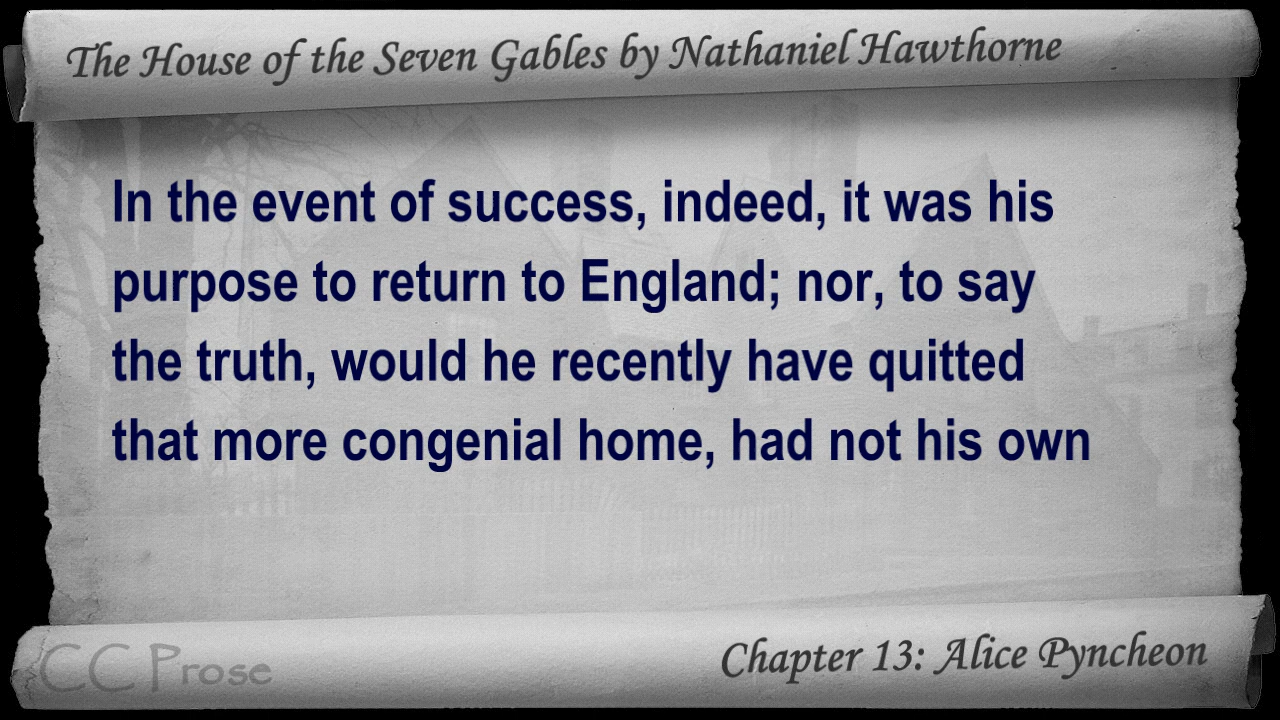 The House of the Seven Gables by Nathaniel Hawthorne
In the event of success, indeed, it was his
purpose to return to England; nor, to say
the truth, would he recently have quitted
that more congenial home, had not his own
CC Prose
Chapter 13: Alice Pyncheon